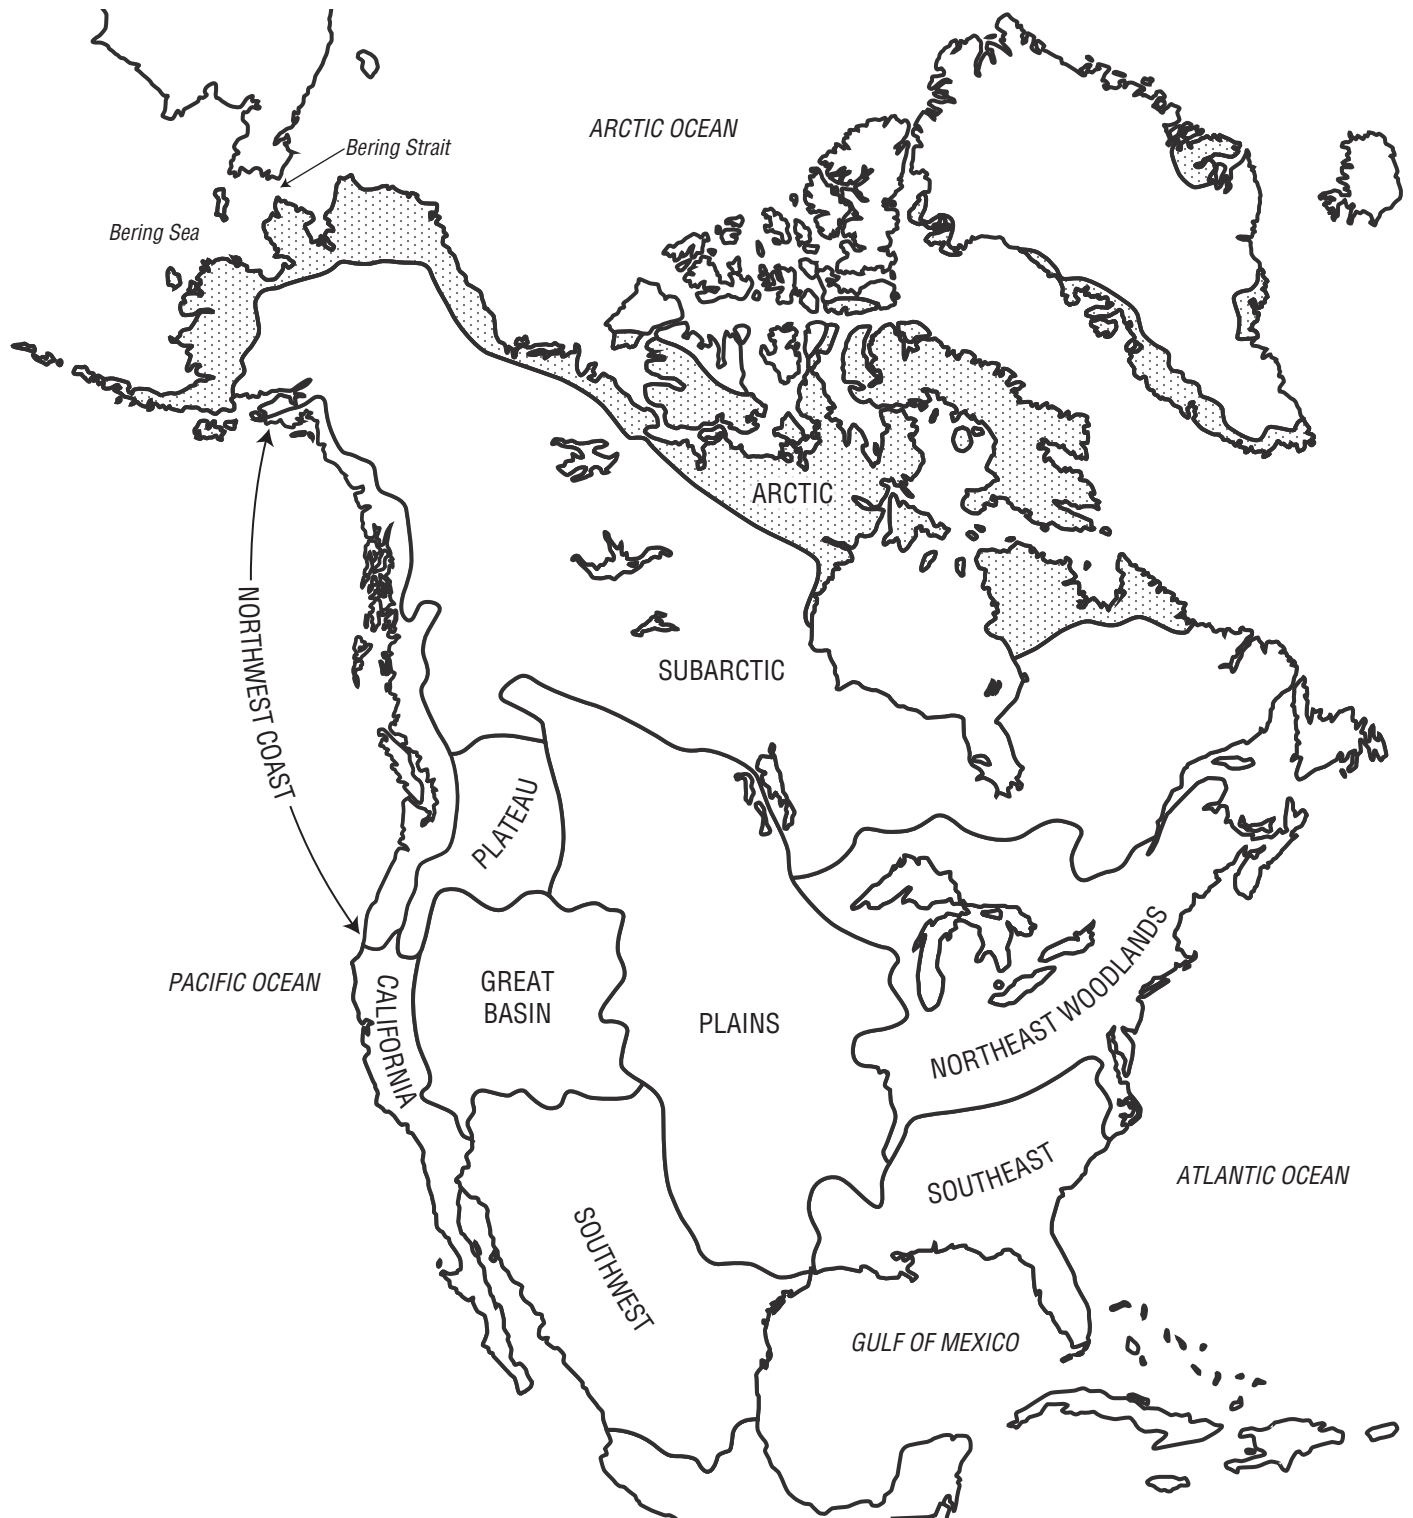 ARCTIC OCEAN
Bering Strait
Bering Sea
ARCTIC
NORTHWEST COAST
SUBARCTIC
PLATEAU
PACIFIC OCEAN
CALIFORNIA
GREAT
BASIN
PLAINS
NORTHEAST WOODLANDS
SOUTHEAST
ATLANTIC OCEAN
SOUTHWEST
GULF OF MEXICO